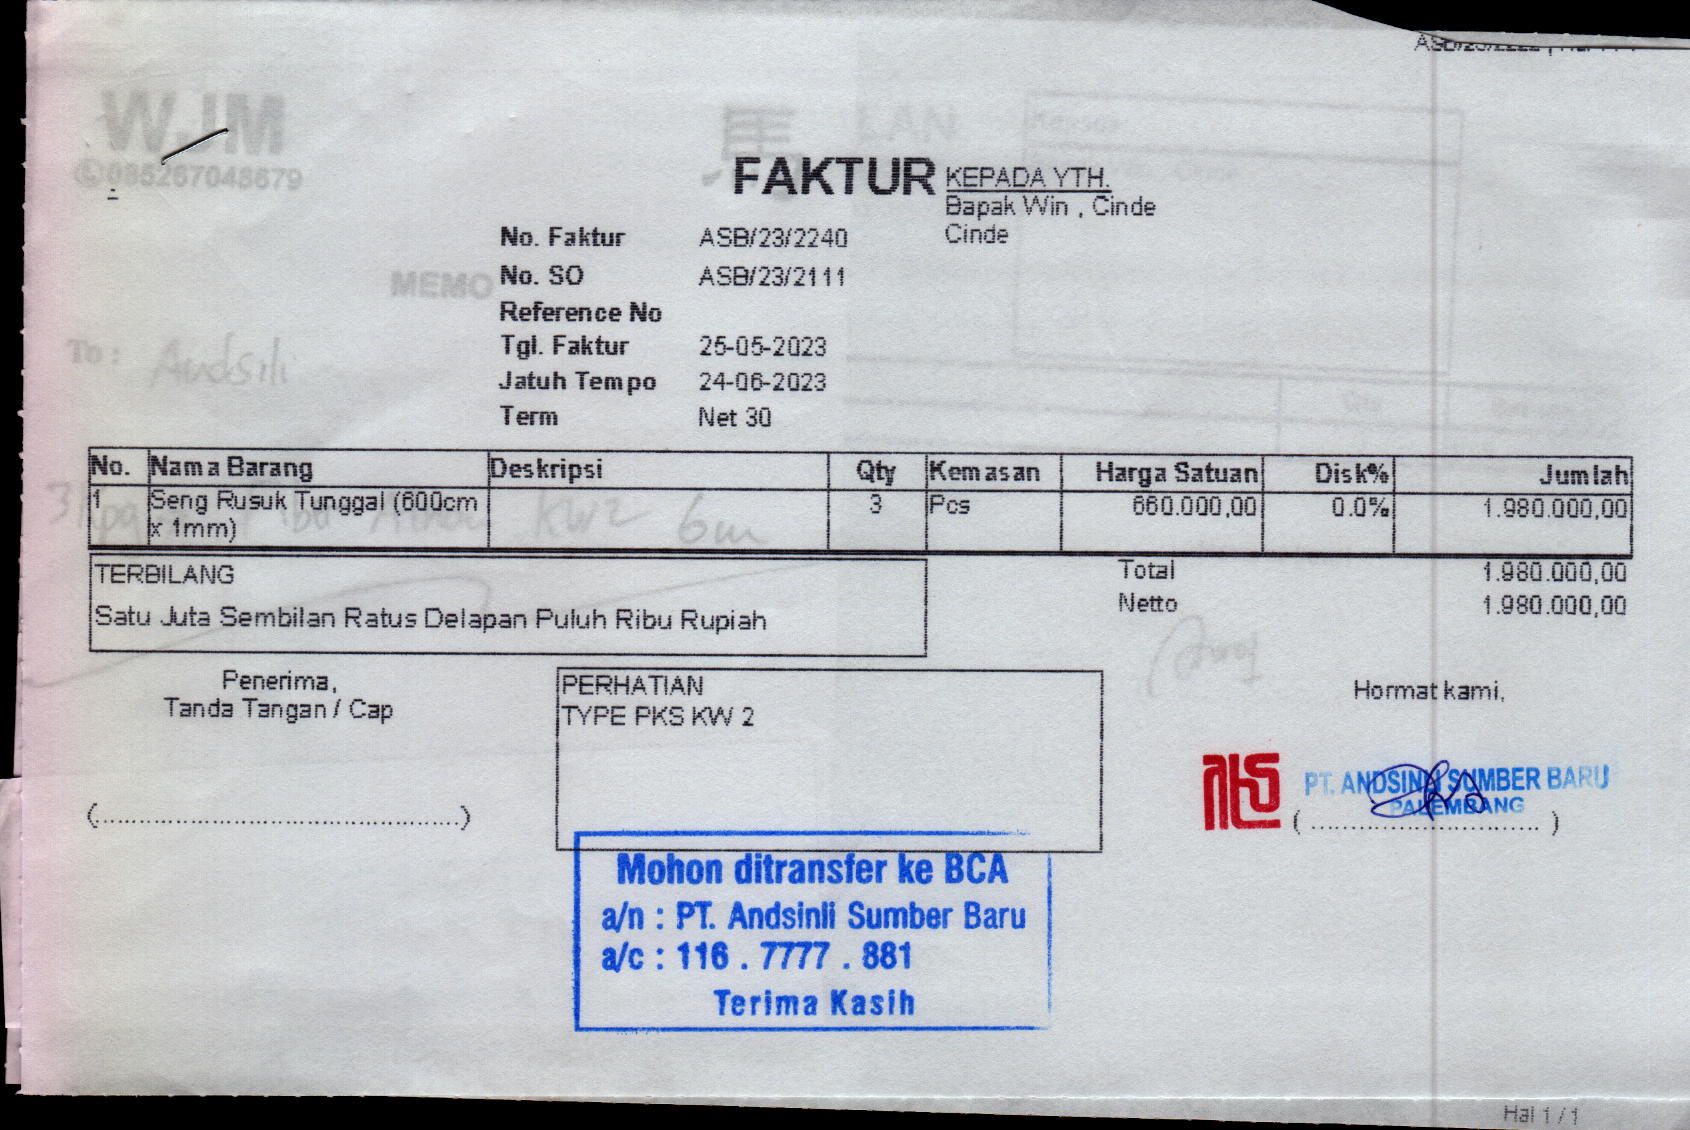 WJM
085267048679
FAKTUR
KEPADA YTH.
Bapak Win , Cinde
Cinde
No. Faktur ASB/23/2240
No. SO ASB/23/2111
MEMO
Reference No
Tgl. Faktur 25-05-2023
To : Andsili
Jatuh Tempo 24-06-2023
Term Net 30
No. Nama Barang Deskripsi Qty Kemasan Harga Satuan Disk% Jumlah
1 Seng Rusuk Tunggal (600cm 3 Pcs 660.000,00 0.0% 1.980.000,00
x 1mm)
KW2 6m
TERBILANG
Satu Juta Sembilan Ratus Delapan Puluh Ribu Rupiah
Total 1.980.000,00
Netto 1.980.000,00
Penerima,
Tanda Tangan / Cap
(..............................................)
PERHATIAN
TYPE PKS KW 2
Hormat kami,
PT. ANDSINLI SUMBER BARU
PALEMBANG
( ............................. )
Mohon ditransfer ke BCA
a/n : PT. Andsinli Sumber Baru
a/c : 116 . 7777 . 881
Terima Kasih
Hal 1 / 1